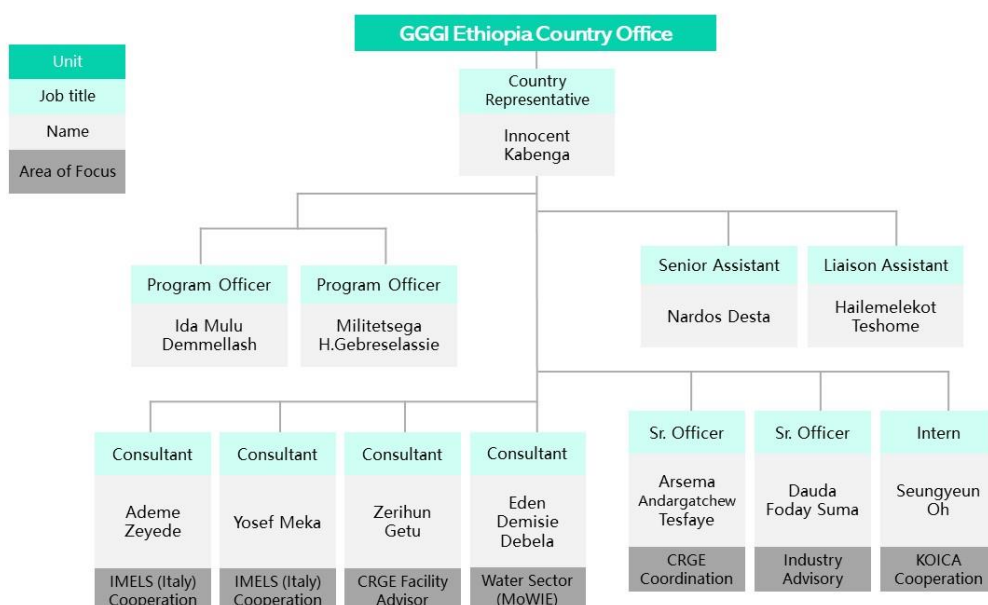 GGGI Ethiopia Country Office
Unit
Job title
Name
Area of Focus
Country
Representative
Innocent
Kabenga
Program Officer
Ida Mulu
Demmellash
Program Officer
Militetsega
H.Gebreselassie
Senior Assistant
Nardos Desta
Liaison Assistant
Hailemelekot
Teshome
Consultant
Ademe
Zeyede
IMELS (Italy)
Cooperation
Consultant
Yosef Meka
IMELS (Italy)
Cooperation
Consultant
Zerihun
Getu
CRGE Facility
Advisor
Consultant
Eden
Demisie
Debela
Water Sector
(MoWIE)
Sr. Officer
Arsema
Andargatchew
Tesfaye
CRGE
Coordination
Sr. Officer
Dauda
Foday Suma
Industry
Advisory
Intern
Seungyeun
Oh
KOICA
Cooperation